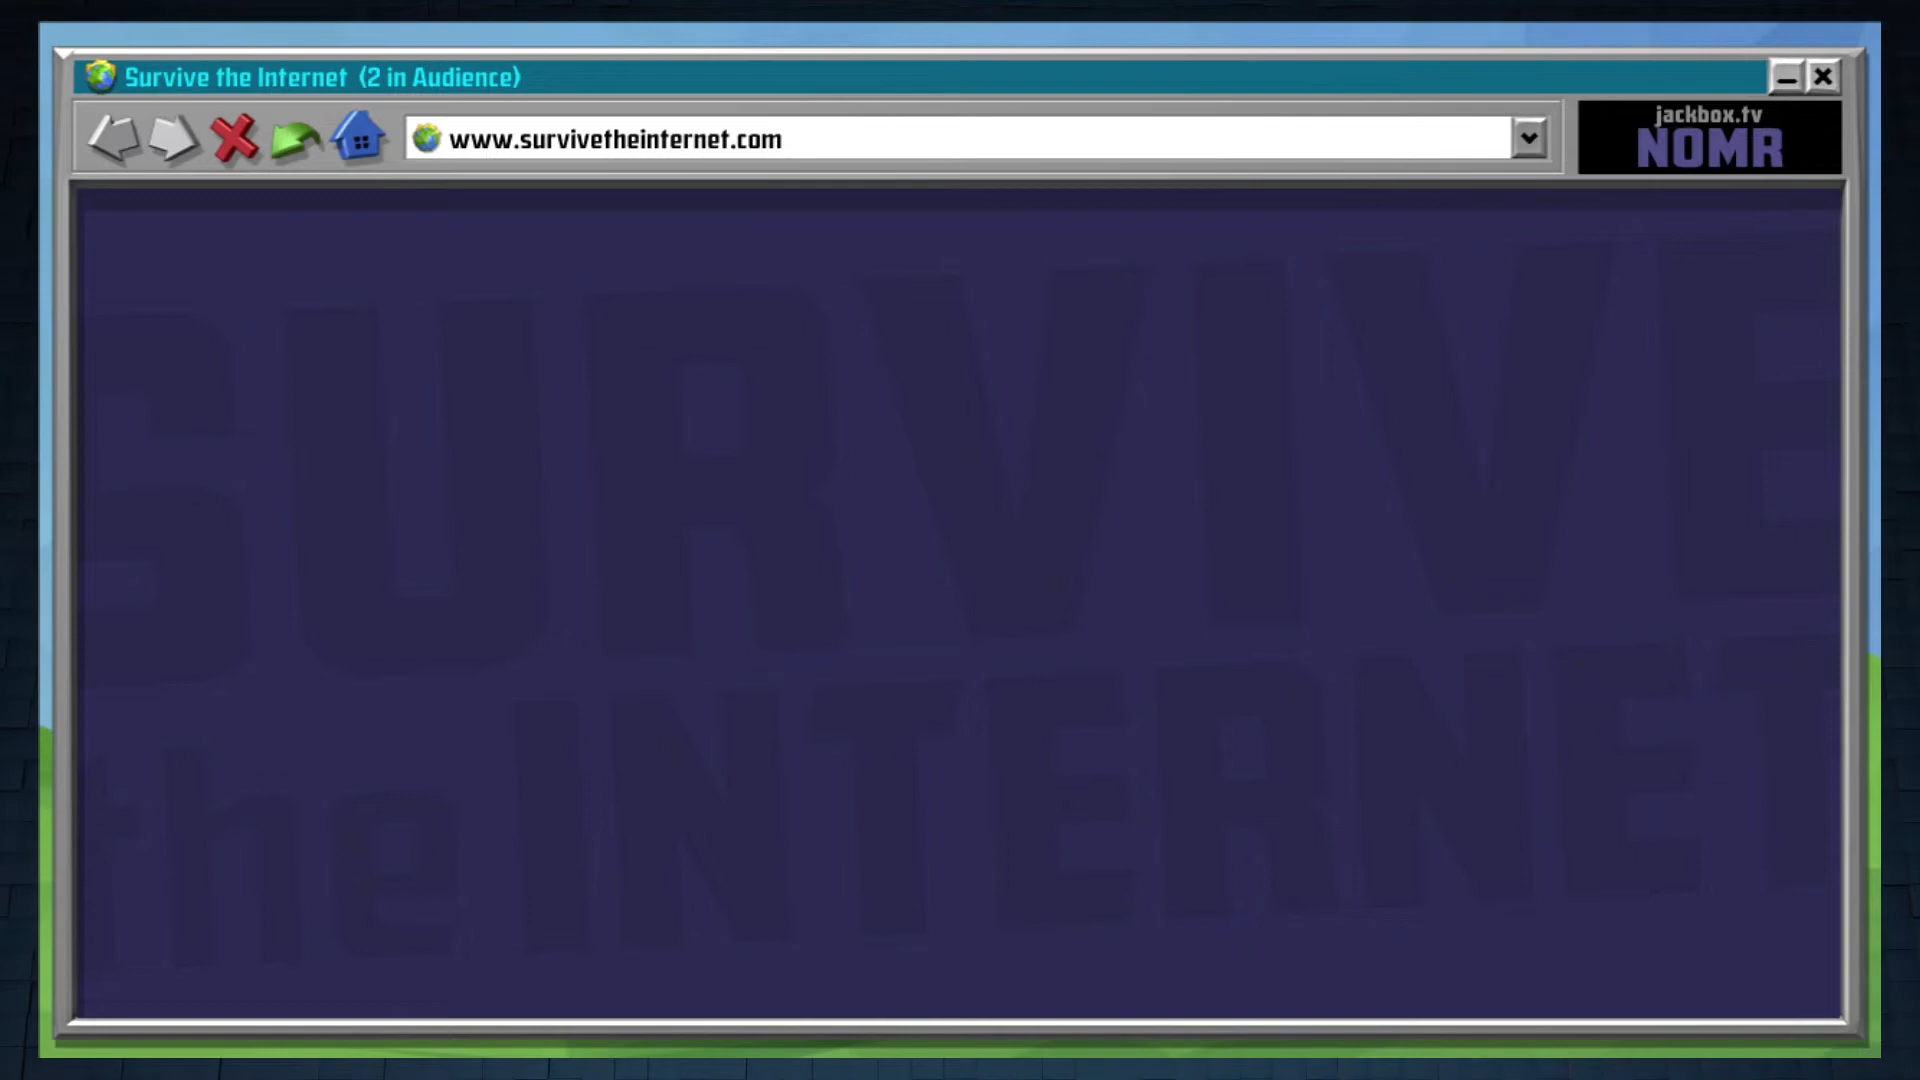 Survive the Internet (2 in Audience)
www.survivetheinternet.com
jackbox.tv
NOMR
SURVIVE
the INTERNET